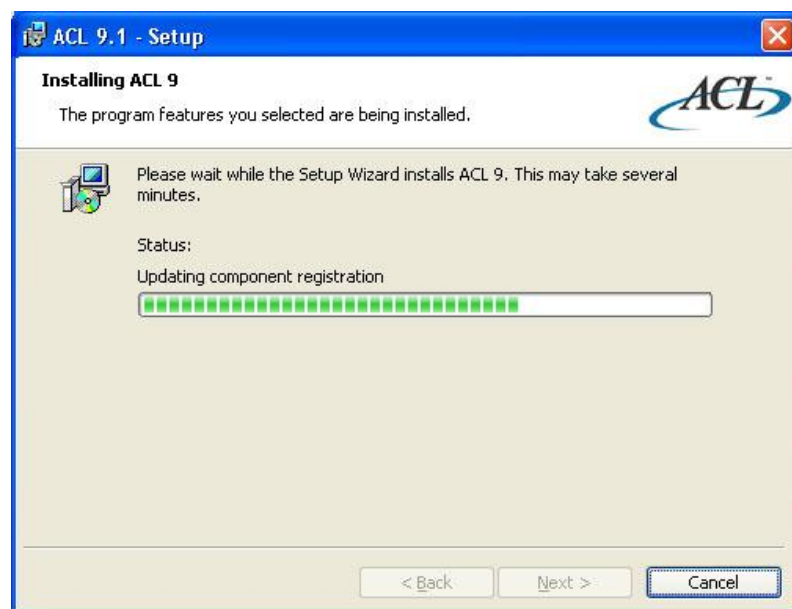 ACL 9.1 - Setup
Installing ACL 9
The program features you selected are being installed.
ACL
Please wait while the Setup Wizard installs ACL 9. This may take several
minutes.
Status:
Updating component registration
< Back Next > Cancel